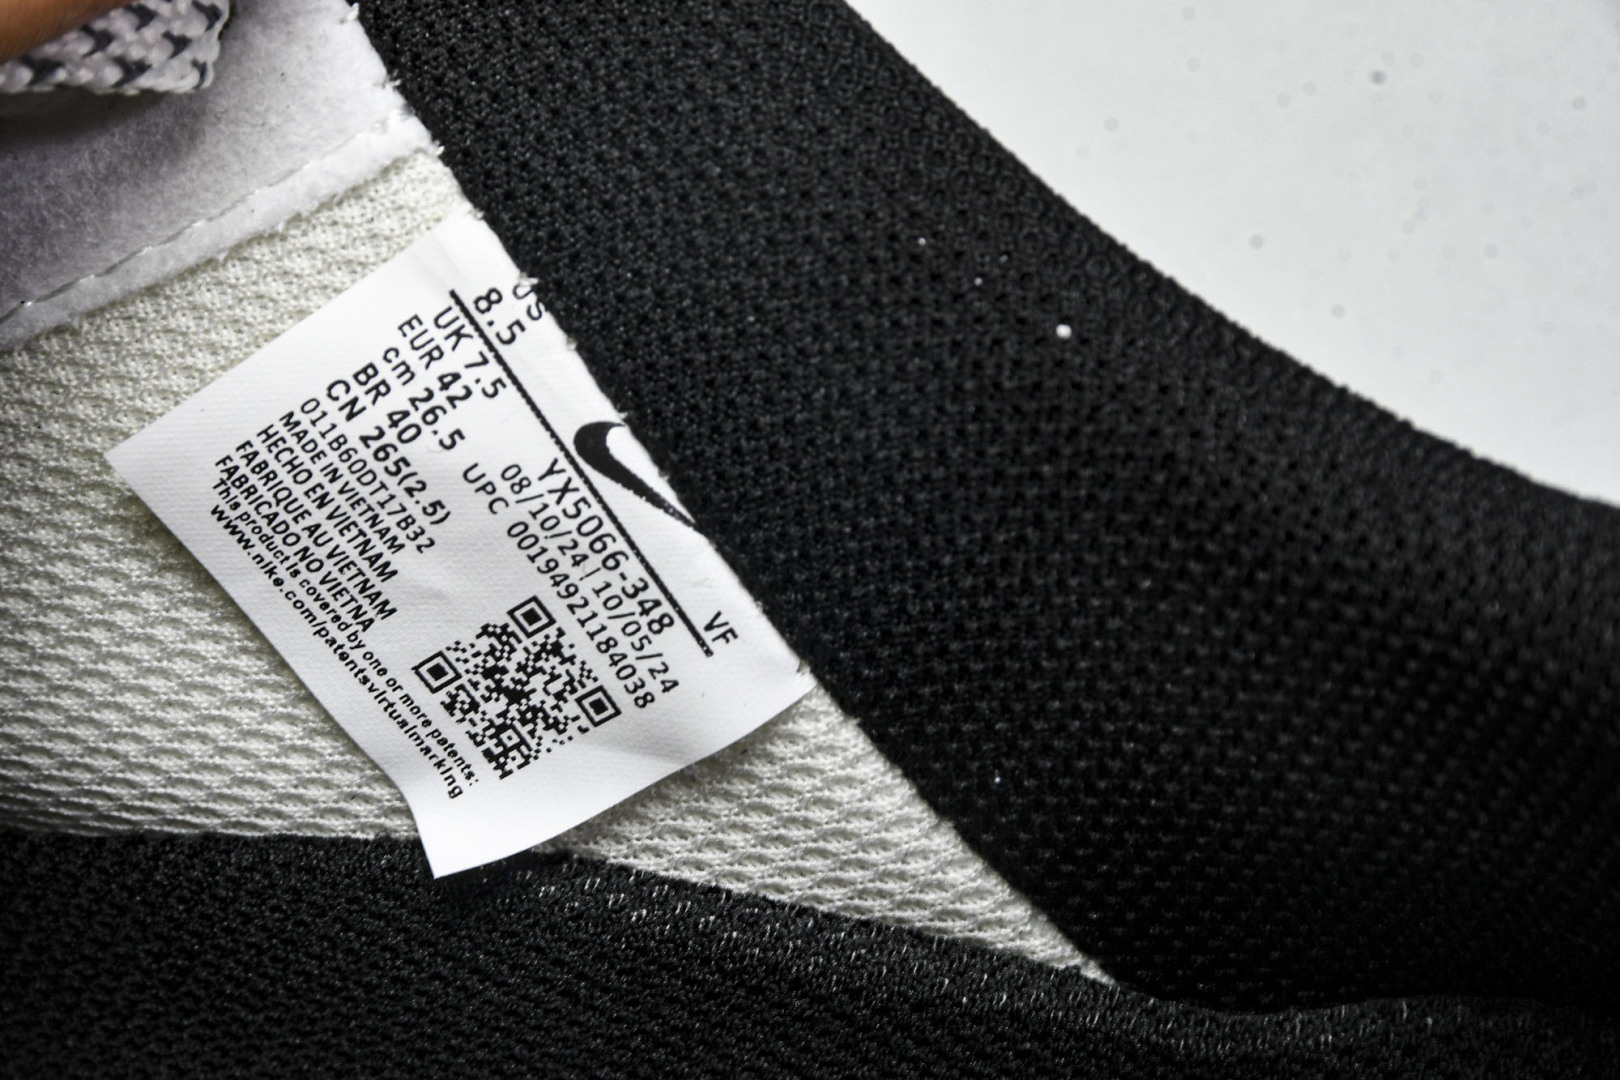 US
8.5
UK 7.5
EUR 42
cm 26.5
BR 40
CN 265(2.5)
011B60DT17B32
MADE IN VIETNAM
HECHO EN VIETNAM
FABRIQUE AU VIETNAM
FABRICADO NO VIETNA
This product is covered by one or more patents:
www.nike.com/patentsvirtualmarking
VF
YX5066-348
08/10/24 | 10/05/24
UPC 00194921184038